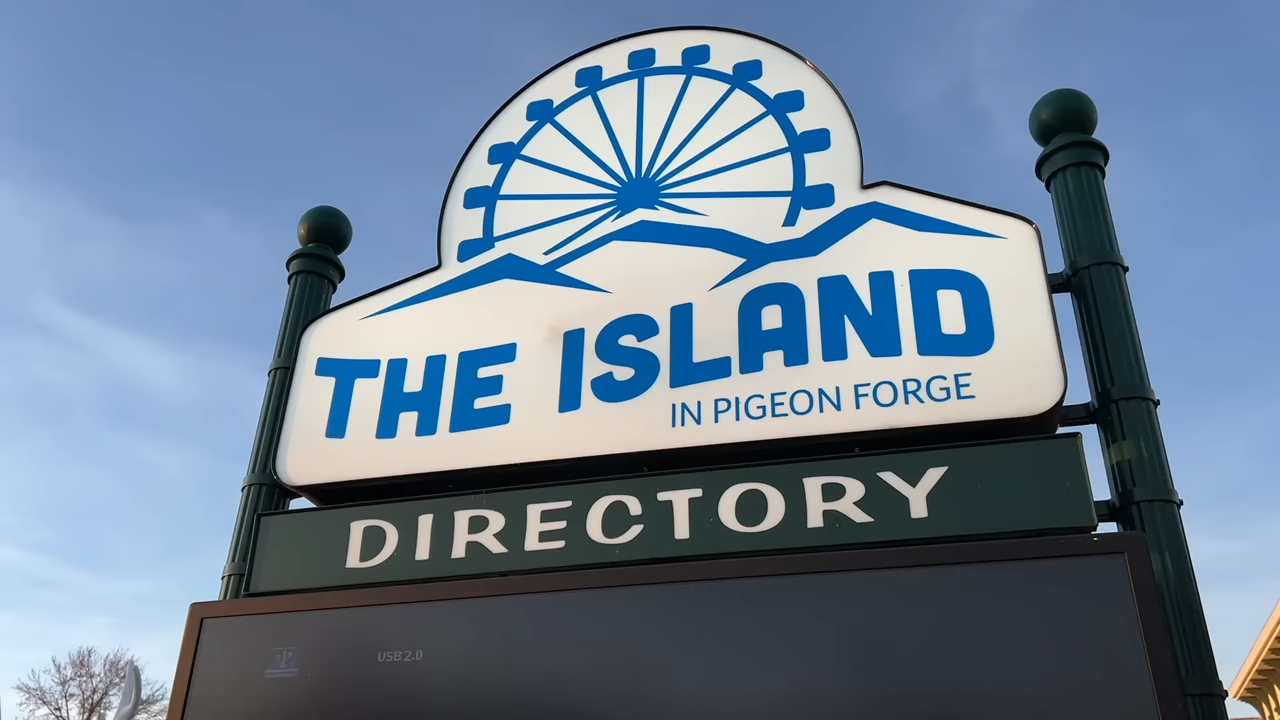 THE ISLAND
IN PIGEON FORGE
DIRECTORY
USB 2.0